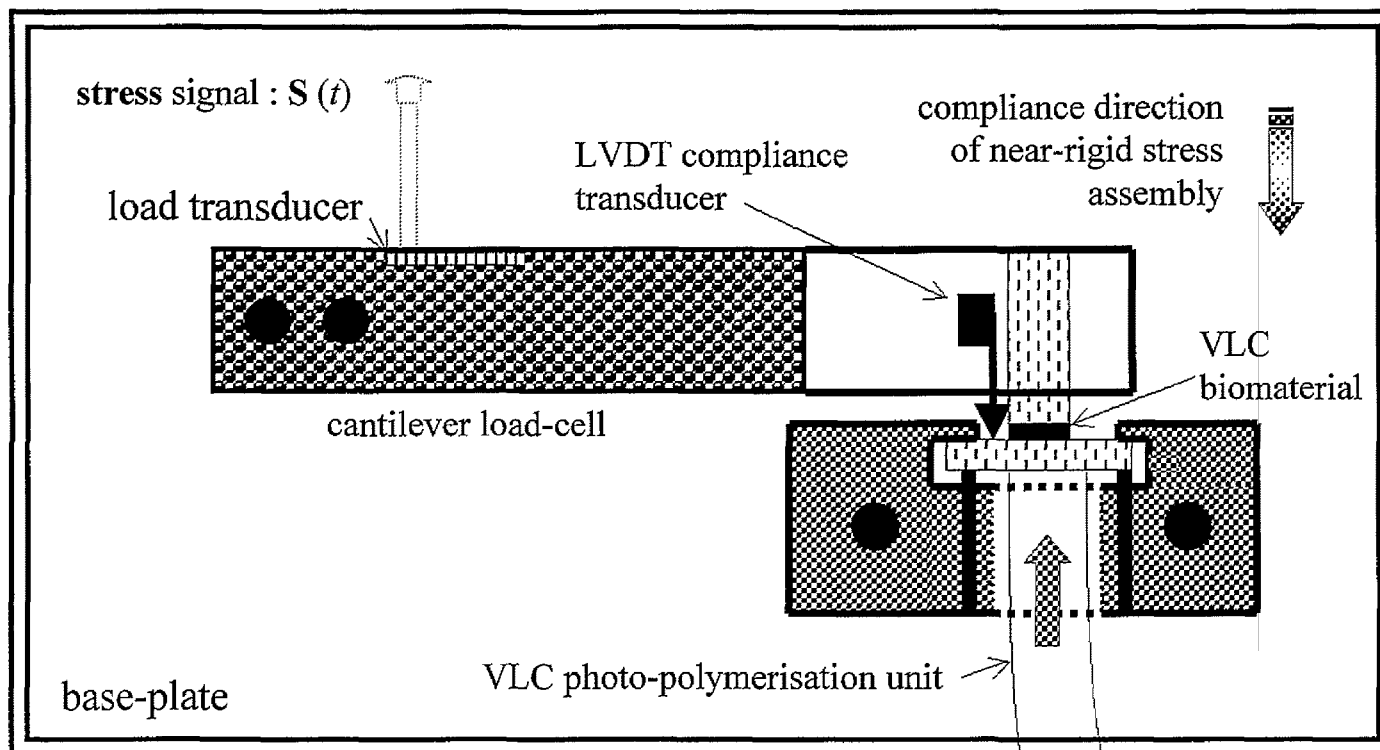 stress signal : S (t)
compliance direction
of near-rigid stress
assembly
LVDT compliance
transducer
load transducer
VLC
biomaterial
cantilever load-cell
VLC photo-polymerisation unit
base-plate